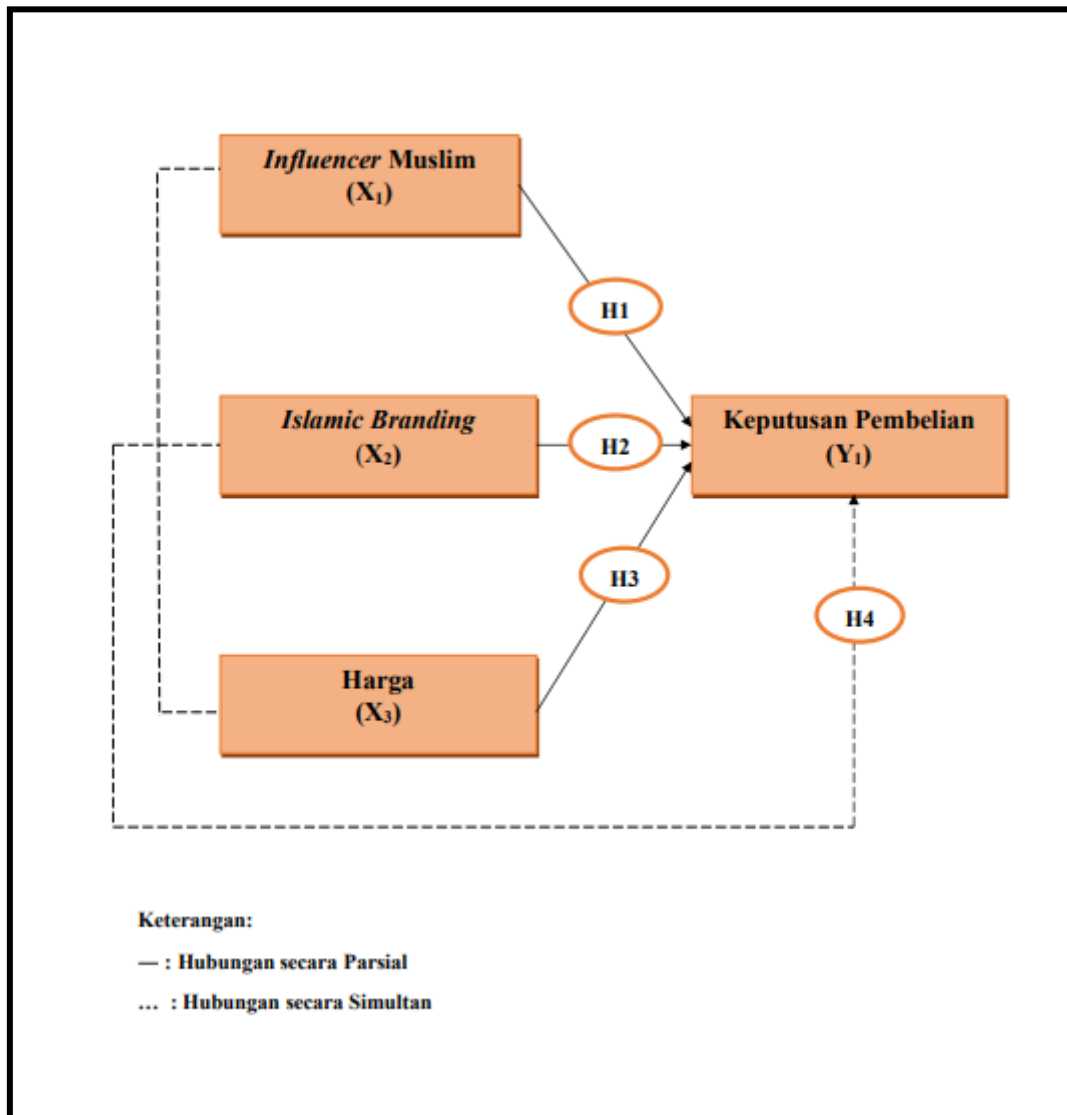 Influencer Muslim
(X₁)
H1
Islamic Branding
(X₂)
H2
Keputusan Pembelian
(Y₁)
H3
H4
Harga
(X₃)
Keterangan:
— : Hubungan secara Parsial
... : Hubungan secara Simultan